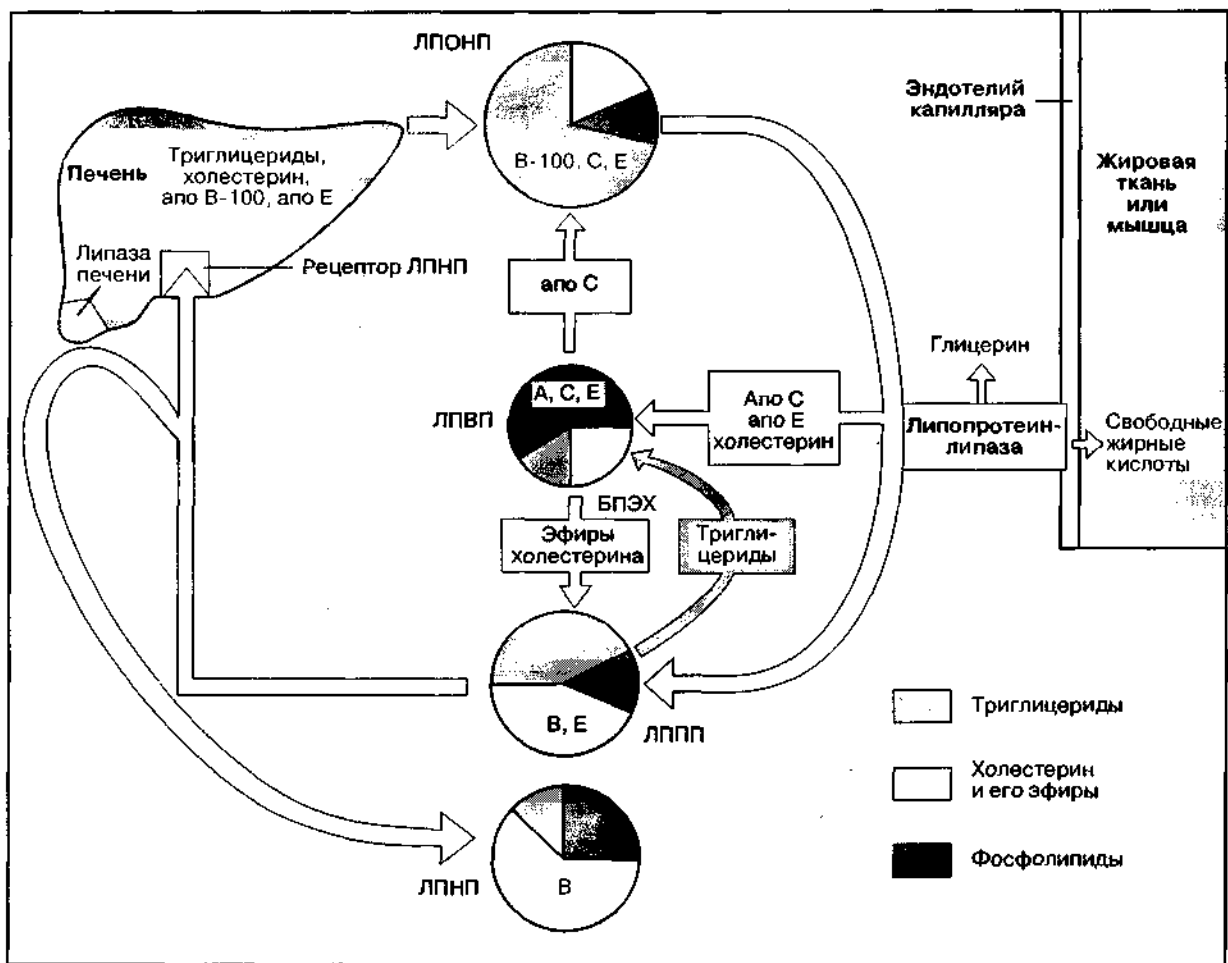 ЛПОНП
Эндотелий
капилляра
Печень
Триглицериды,
холестерин,
апо В-100, апо Е
В-100, С, Е
Жировая
ткань
или
мышца
Липаза
печени
Рецептор ЛПНП
апо С
Глицерин
А, С, Е
ЛПВП
Апо С
апо Е
холестерин
Липопротеин-
липаза
Свободные
жирные
кислоты
БПЭХ
Эфиры
холестерина
Тригли-
цериды
В, Е
ЛППП
Триглицериды
Холестерин
и его эфиры
Фосфолипиды
ЛПНП
В